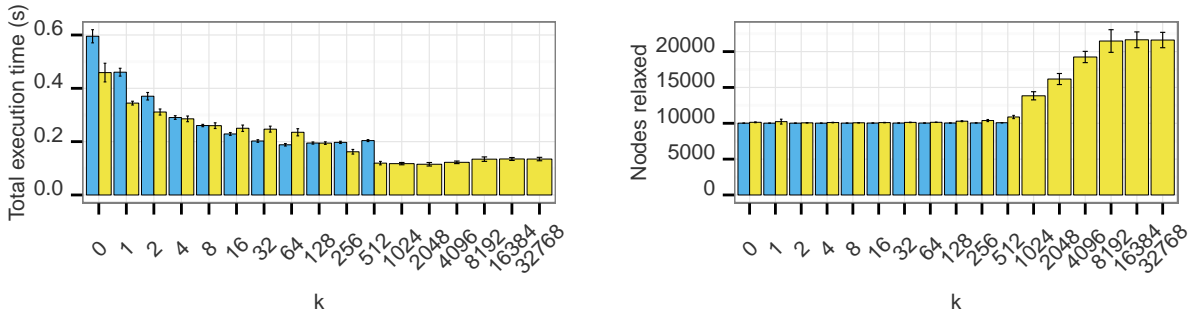 Total execution time (s)
0.6
0.4
0.2
0.0
0 1 2 4 8 16 32 64 128 256 512 1024 2048 4096 8192 16384 32768
k
Nodes relaxed
20000
15000
10000
5000
0
0 1 2 4 8 16 32 64 128 256 512 1024 2048 4096 8192 16384 32768
k